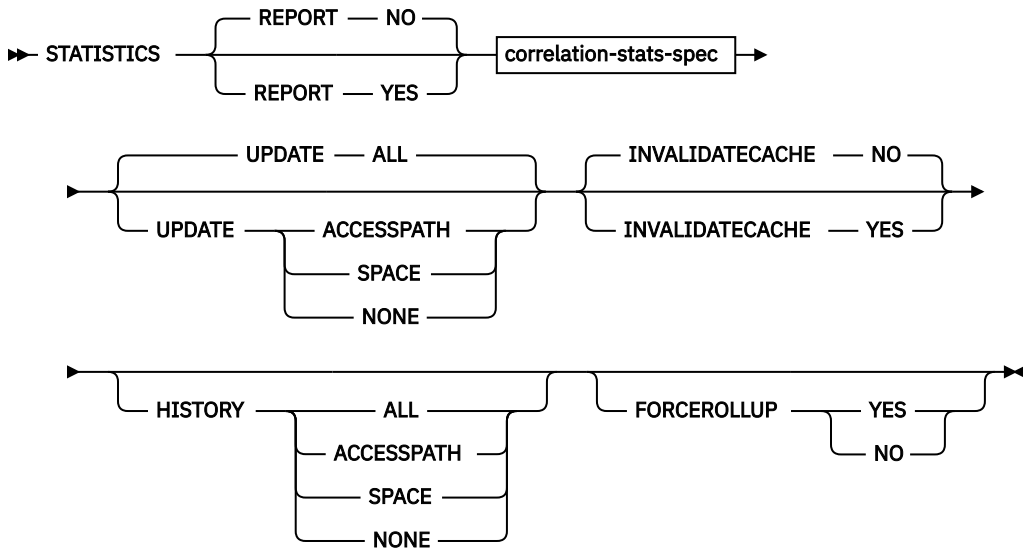 REPORT NO
STATISTICS correlation-stats-spec
REPORT YES
UPDATE ALL INVALIDATECACHE NO
UPDATE ACCESSPATH INVALIDATECACHE YES
SPACE
NONE
HISTORY ALL FORCEROLLUP YES
ACCESSPATH NO
SPACE
NONE